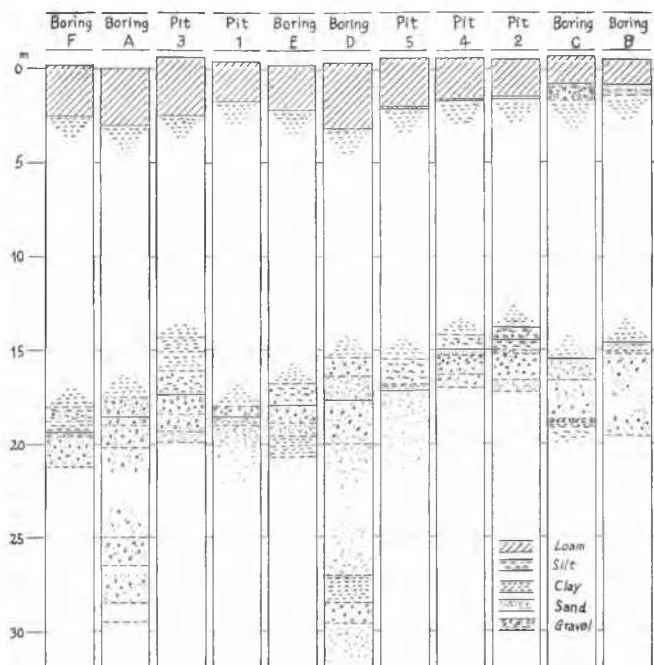 Boring F
Boring A
Pit 3
Pit 1
Boring E
Boring D
Pit 5
Pit 4
Pit 2
Boring C
Boring B
m
0
5
10
15
20
25
30
Loam
Silt
Clay
Sand
Gravel